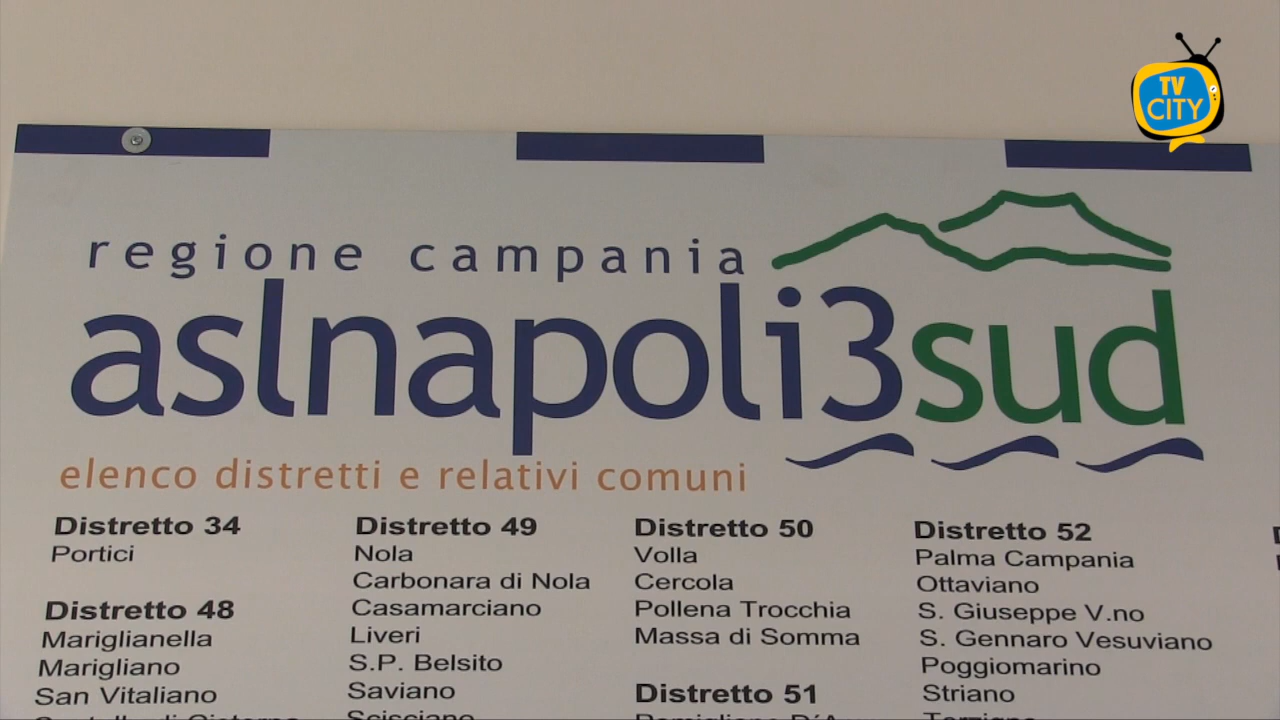 TV
CITY
regione campania
aslnapoli3sud
elenco distretti e relativi comuni
Distretto 34
Portici
Distretto 48
Mariglianella
Marigliano
San Vitaliano
Distretto 49
Nola
Carbonara di Nola
Casamarciano
Liveri
S.P. Belsito
Saviano
Scisciano
Distretto 50
Volla
Cercola
Pollena Trocchia
Massa di Somma
Distretto 51
Distretto 52
Palma Campania
Ottaviano
S. Giuseppe V.no
S. Gennaro Vesuviano
Poggiomarino
Striano